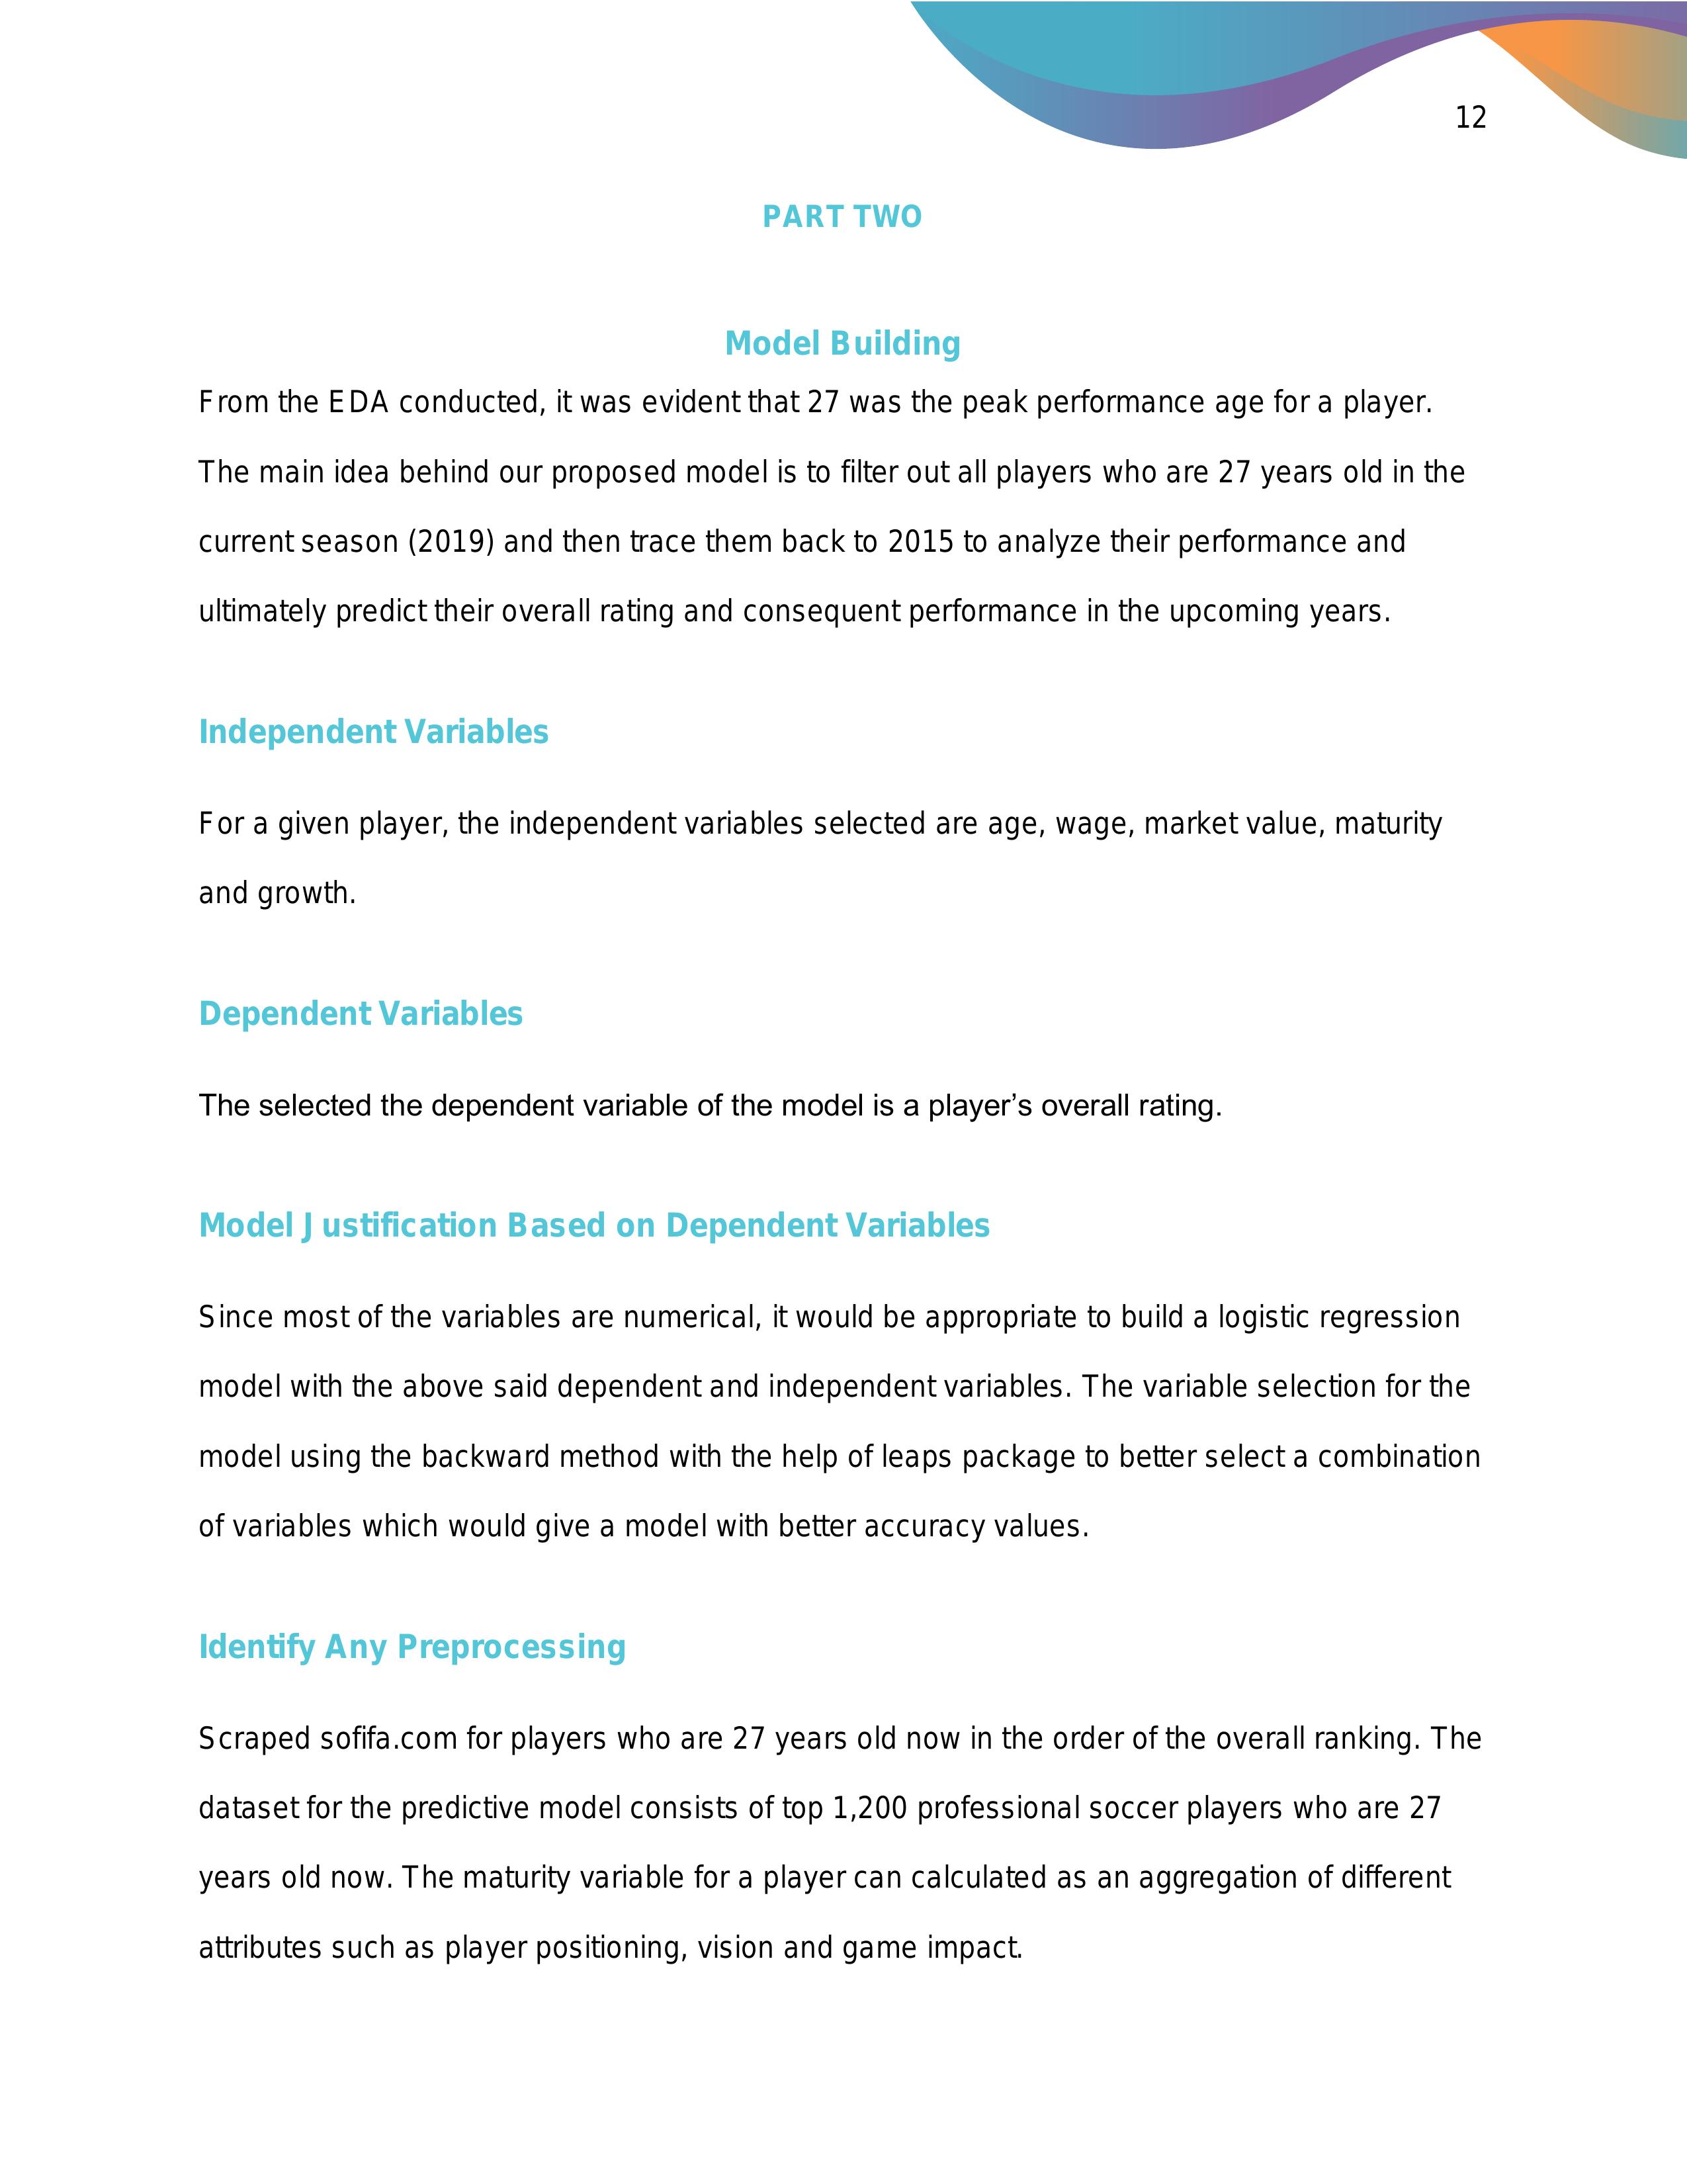 12
PART TWO
Model Building
From the EDA conducted, it was evident that 27 was the peak performance age for a player.
The main idea behind our proposed model is to filter out all players who are 27 years old in the
current season (2019) and then trace them back to 2015 to analyze their performance and
ultimately predict their overall rating and consequent performance in the upcoming years.
Independent Variables
For a given player, the independent variables selected are age, wage, market value, maturity
and growth.
Dependent Variables
The selected the dependent variable of the model is a player’s overall rating.
Model Justification Based on Dependent Variables
Since most of the variables are numerical, it would be appropriate to build a logistic regression
model with the above said dependent and independent variables. The variable selection for the
model using the backward method with the help of leaps package to better select a combination
of variables which would give a model with better accuracy values.
Identify Any Preprocessing
Scraped sofifa.com for players who are 27 years old now in the order of the overall ranking. The
dataset for the predictive model consists of top 1,200 professional soccer players who are 27
years old now. The maturity variable for a player can calculated as an aggregation of different
attributes such as player positioning, vision and game impact.